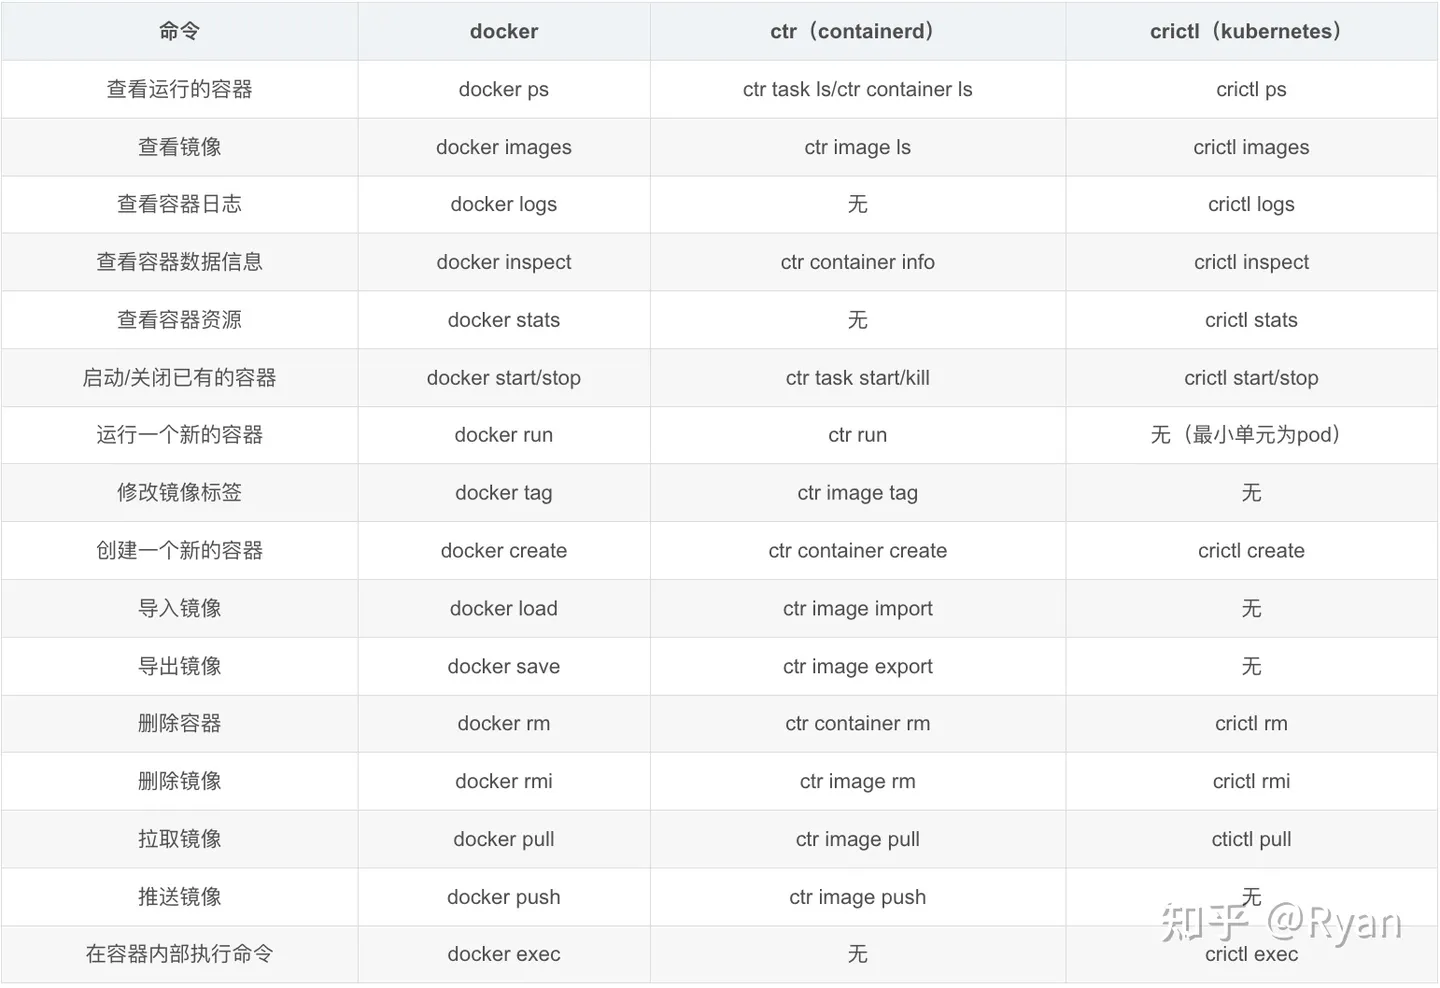 命令 docker ctr（containerd） crictl（kubernetes）
查看运行的容器 docker ps ctr task ls/ctr container ls crictl ps
查看镜像 docker images ctr image ls crictl images
查看容器日志 docker logs 无 crictl logs
查看容器数据信息 docker inspect ctr container info crictl inspect
查看容器资源 docker stats 无 crictl stats
启动/关闭已有的容器 docker start/stop ctr task start/kill crictl start/stop
运行一个新的容器 docker run ctr run 无（最小单元为pod）
修改镜像标签 docker tag ctr image tag 无
创建一个新的容器 docker create ctr container create crictl create
导入镜像 docker load ctr image import 无
导出镜像 docker save ctr image export 无
删除容器 docker rm ctr container rm crictl rm
删除镜像 docker rmi ctr image rm crictl rmi
拉取镜像 docker pull ctr image pull ctictl pull
推送镜像 docker push ctr image push 无
在容器内部执行命令 docker exec 无 crictl exec
知乎 @Ryan